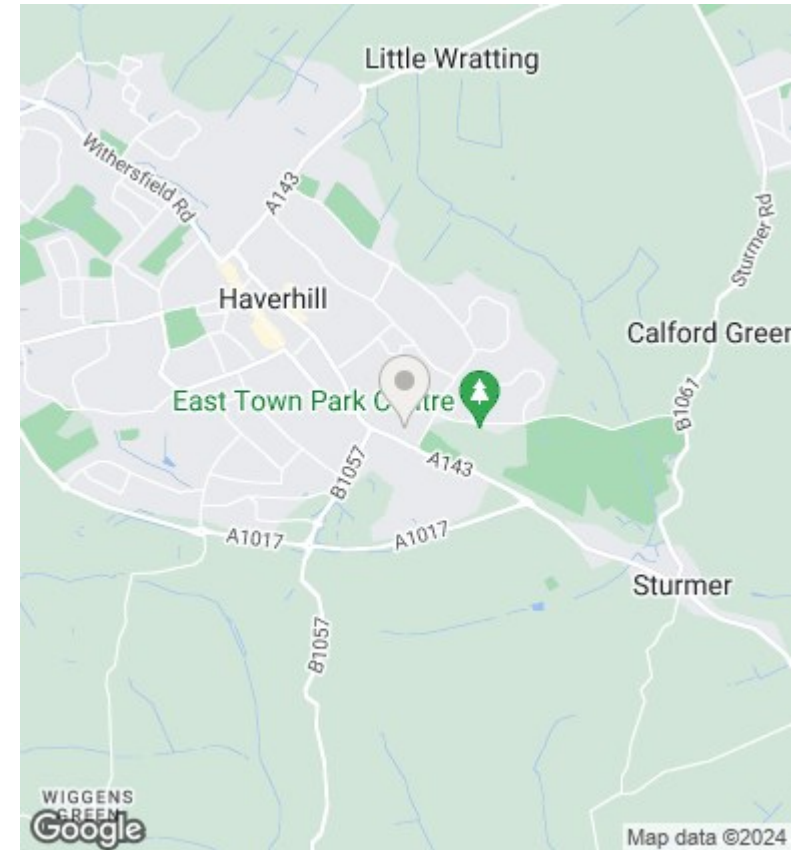 Little Wratting
Withersfield Rd
A143
Sturmer Rd
Haverhill
Calford Green
East Town Park Centre
B1061
B1057
A143
A1017
A1017
Sturmer
B1057
WIGGENS
GREEN
Google
Map data ©2024